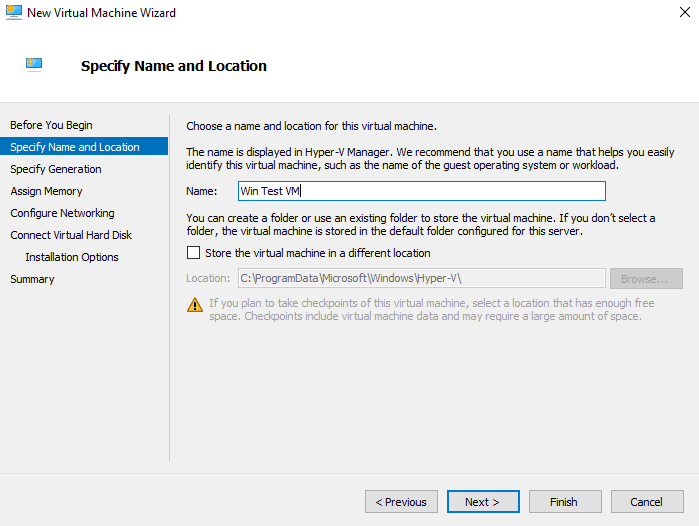 New Virtual Machine Wizard
Specify Name and Location
Before You Begin
Specify Name and Location
Specify Generation
Assign Memory
Configure Networking
Connect Virtual Hard Disk
Installation Options
Summary
Choose a name and location for this virtual machine.
The name is displayed in Hyper-V Manager. We recommend that you use a name that helps you easily
identify this virtual machine, such as the name of the guest operating system or workload.
Name: Win Test VM
You can create a folder or use an existing folder to store the virtual machine. If you don't select a
folder, the virtual machine is stored in the default folder configured for this server.
Store the virtual machine in a different location
Location: C:\ProgramData\Microsoft\Windows\Hyper-V\ Browse...
If you plan to take checkpoints of this virtual machine, select a location that has enough free
space. Checkpoints include virtual machine data and may require a large amount of space.
< Previous Next > Finish Cancel